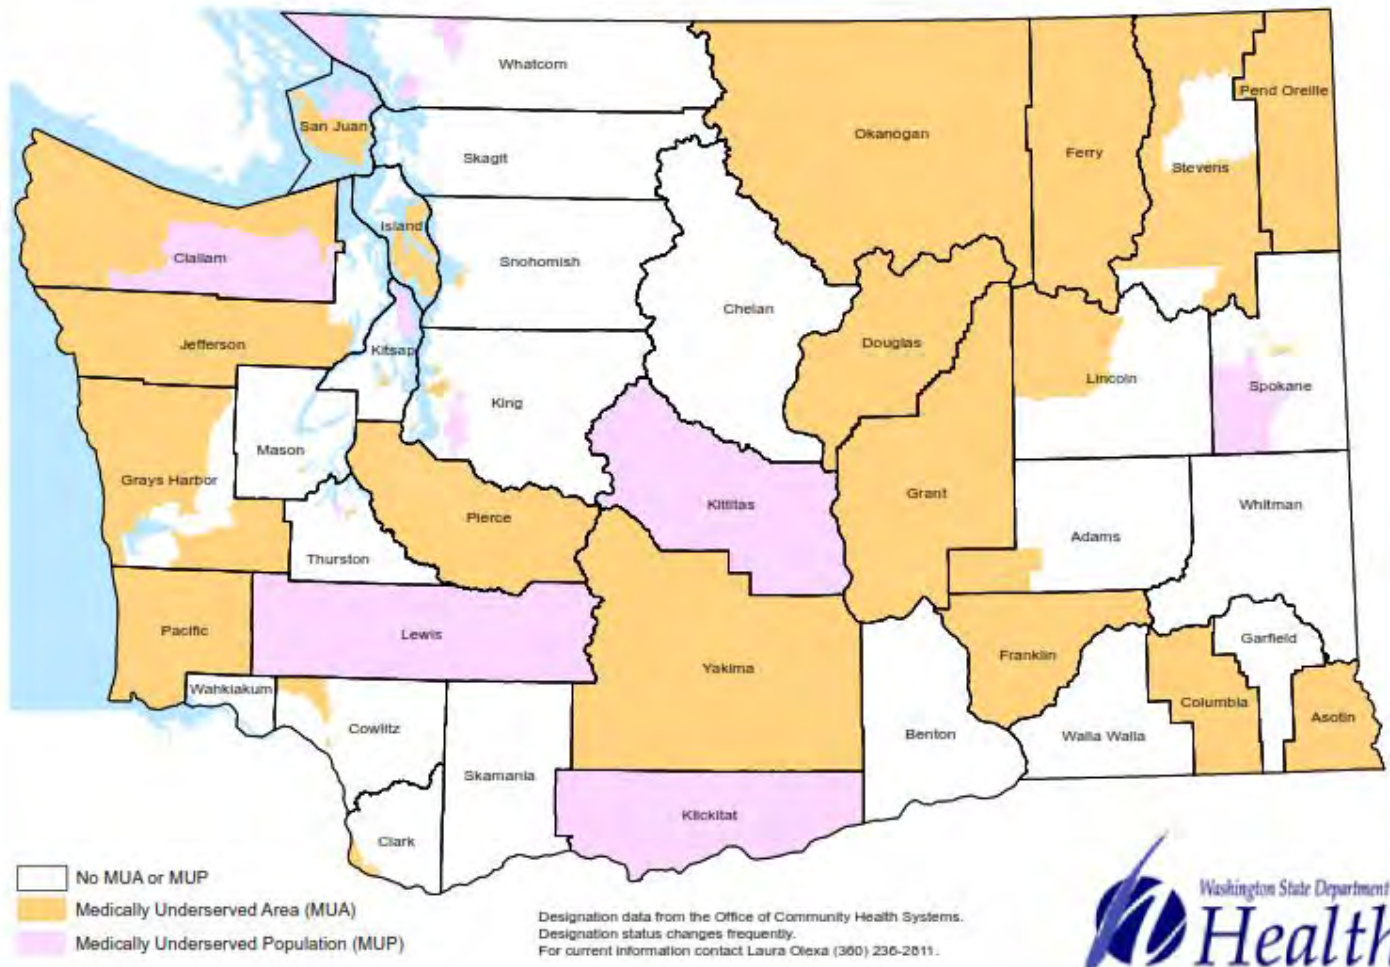 Whatcom
San Juan
Skagit
Okanogan
Ferry
Stevens
Pend Oreille
Island
Clallam
Snohomish
Chelan
Jefferson
Kitsap
Douglas
Lincoln
Spokane
King
Mason
Grays Harbor
Kittitas
Grant
Whitman
Pierce
Adams
Thurston
Pacific
Lewis
Yakima
Franklin
Garfield
Wahkiakum
Cowlitz
Columbia
Asotin
Skamania
Benton
Walla Walla
Klickitat
Clark
No MUA or MUP
Medically Underserved Area (MUA)
Medically Underserved Population (MUP)
Designation data from the Office of Community Health Systems.
Designation status changes frequently.
For current information contact Laura Olexa (360) 236-2811.
Washington State Department
Health